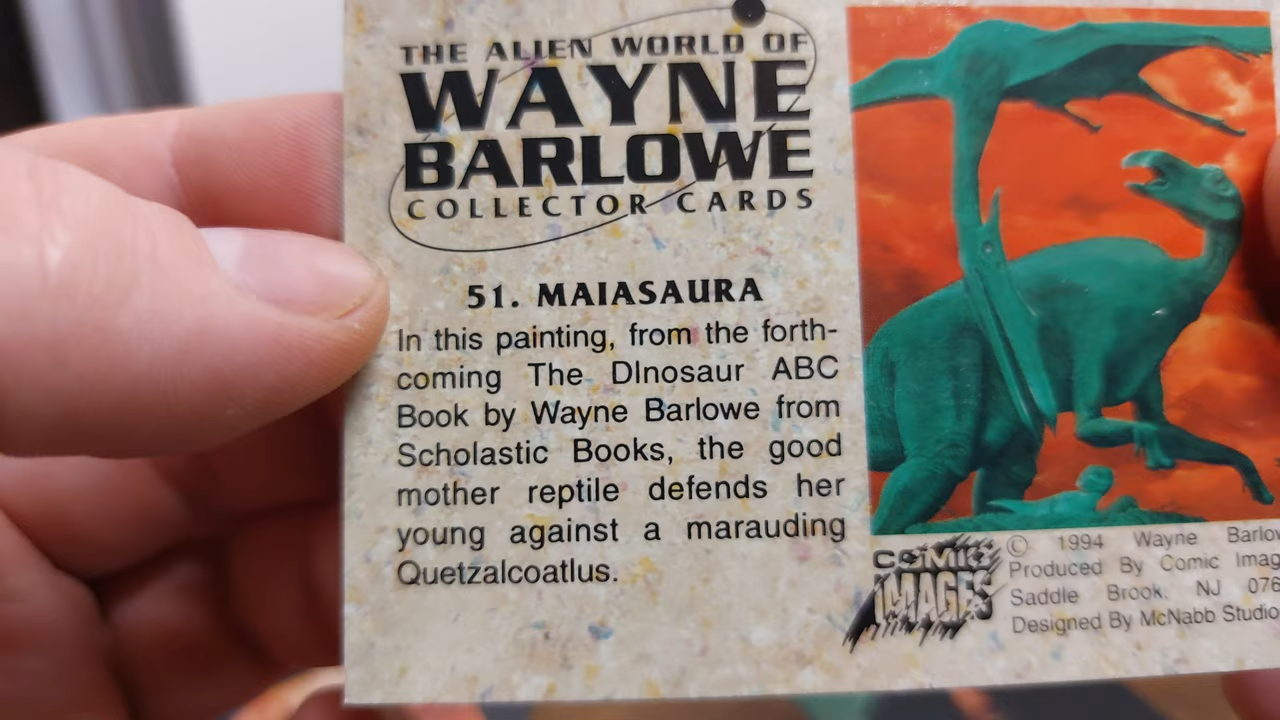 THE ALIEN WORLD OF
WAYNE
BARLOWE
COLLECTOR CARDS
51. MAIASAURA
In this painting, from the forth-
coming The DInosaur ABC
Book by Wayne Barlowe from
Scholastic Books, the good
mother reptile defends her
young against a marauding
Quetzalcoatlus.
COMIC
IMAGES
© 1994 Wayne
Produced By Comic
Saddle Brook, NJ
Designed By McNabb